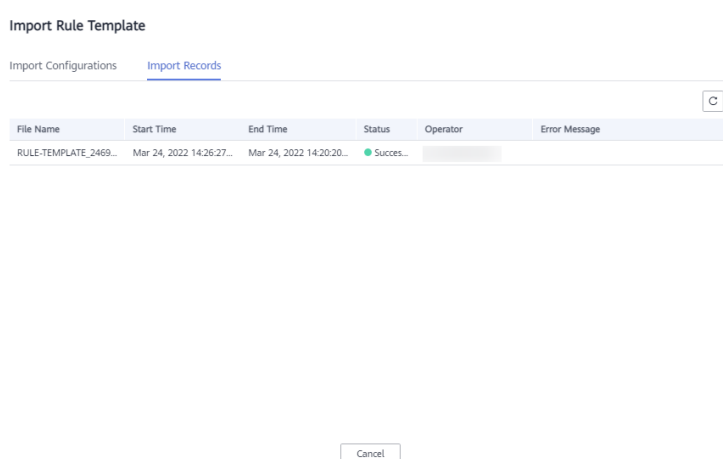 Import Rule Template
Import Configurations Import Records
File Name Start Time End Time Status Operator Error Message
RULE-TEMPLATE_2469... Mar 24, 2022 14:26:27... Mar 24, 2022 14:20:20... Succes...
Cancel